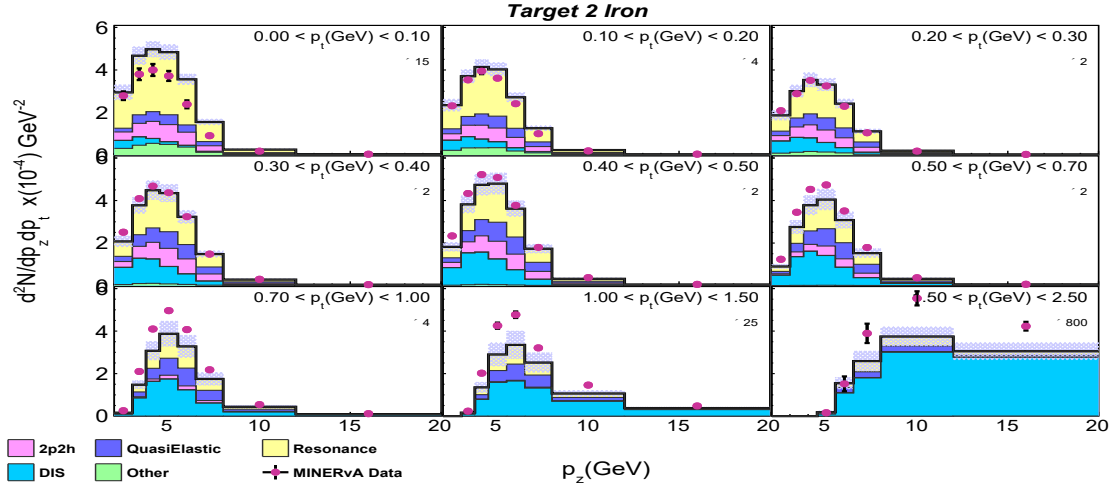 Target 2 Iron
0.00 < p_t(GeV) < 0.10
0.10 < p_t(GeV) < 0.20
0.20 < p_t(GeV) < 0.30
´ 15
´ 4
´ 2
0.30 < p_t(GeV) < 0.40
0.40 < p_t(GeV) < 0.50
0.50 < p_t(GeV) < 0.70
´ 2
´ 2
´ 2
0.70 < p_t(GeV) < 1.00
1.00 < p_t(GeV) < 1.50
.50 < p_t(GeV) < 2.50
´ 4
´ 25
´ 800
6
4
2
0
6
4
2
0
6
4
2
0
d²N/dp_z dp_t x(10⁻⁴) GeV⁻²
5 10 15 20
5 10 15 20
5 10 15 20
p_z(GeV)
2p2h
QuasiElastic
Resonance
DIS
Other
MINERvA Data